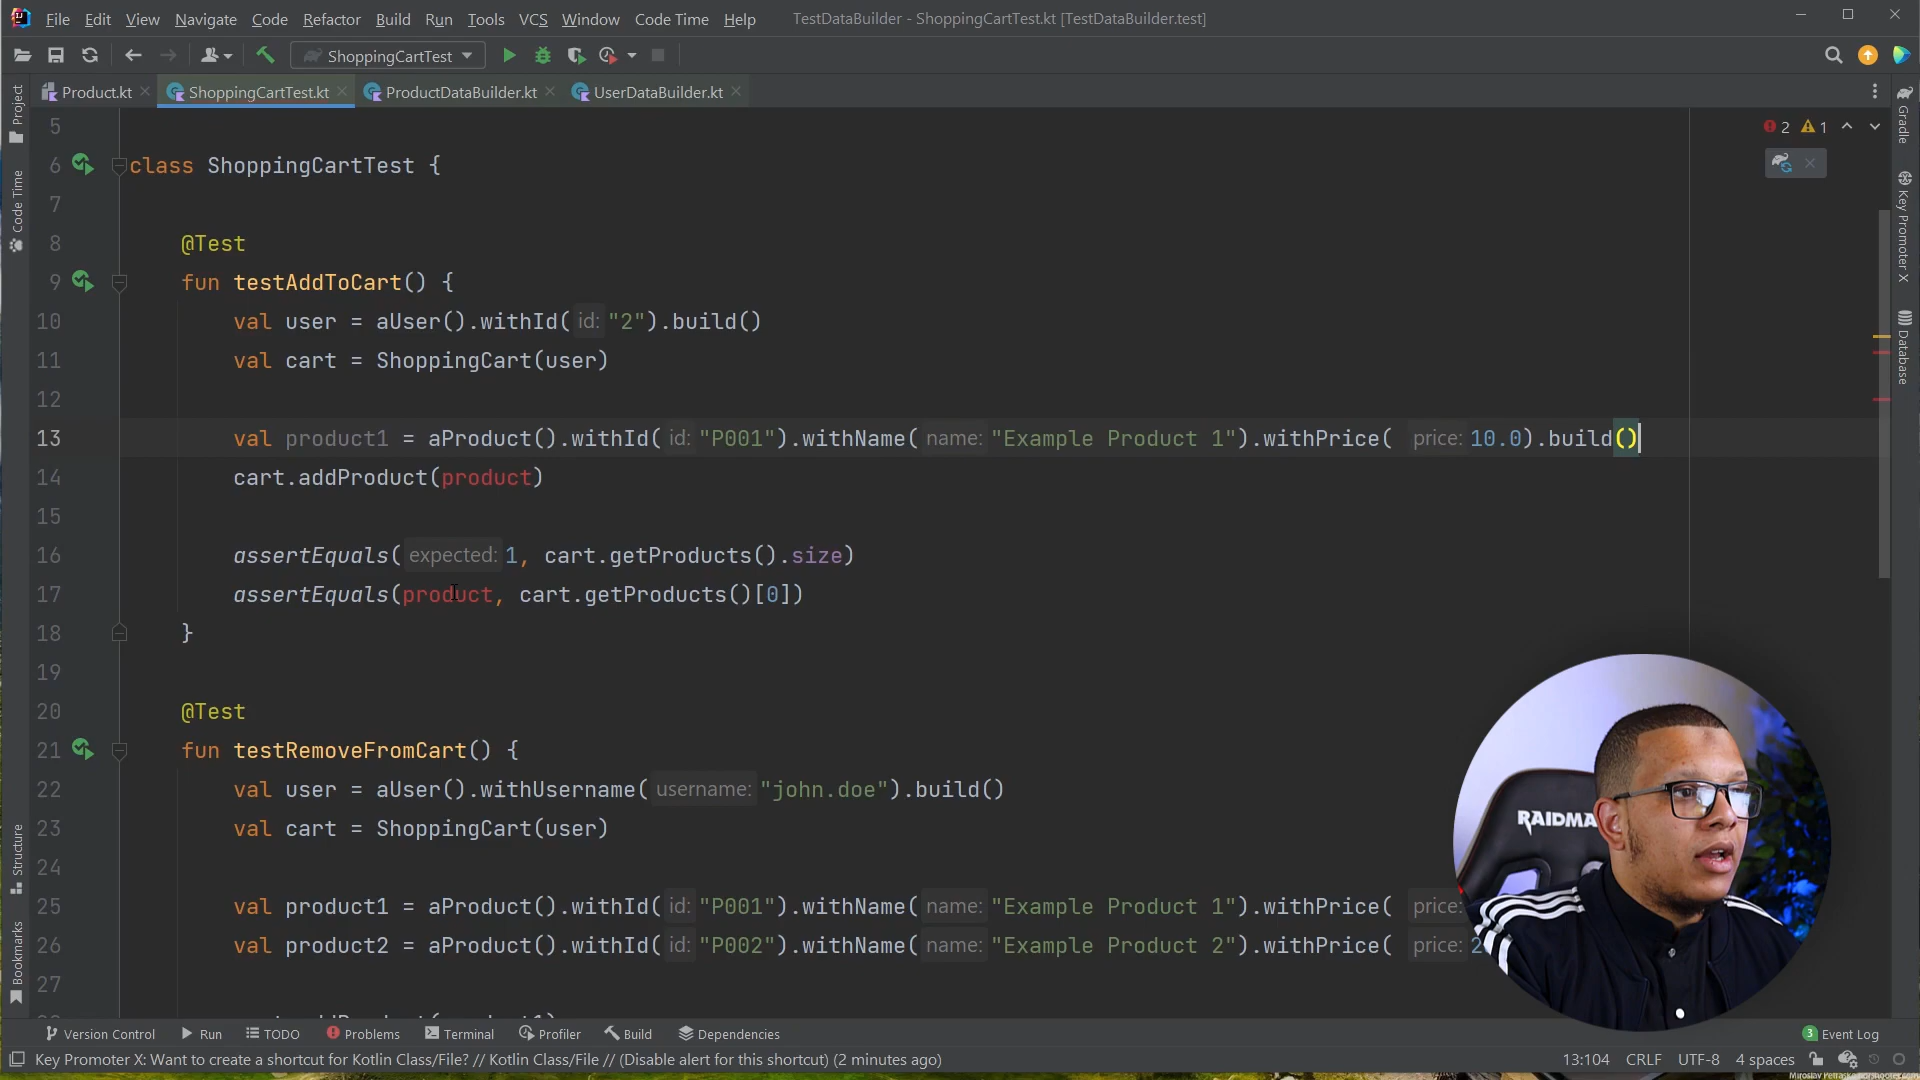 File Edit View Navigate Code Refactor Build Run Tools VCS Window Code Time Help TestDataBuilder - ShoppingCartTest.kt [TestDataBuilder.test]
ShoppingCartTest
Product.kt ShoppingCartTest.kt ProductDataBuilder.kt UserDataBuilder.kt
Project
Code Time
Structure
Bookmarks
5
2 1
6 class ShoppingCartTest {
7
8 @Test
9 fun testAddToCart() {
10 val user = aUser().withId( id: "2").build()
11 val cart = ShoppingCart(user)
12
13 val product1 = aProduct().withId( id: "P001").withName( name: "Example Product 1").withPrice( price: 10.0).build()
14 cart.addProduct(product)
15
16 assertEquals( expected: 1, cart.getProducts().size)
17 assertEquals(product, cart.getProducts()[0])
18 }
19
20 @Test
21 fun testRemoveFromCart() {
22 val user = aUser().withUsername( username: "john.doe").build()
23 val cart = ShoppingCart(user)
24
25 val product1 = aProduct().withId( id: "P001").withName( name: "Example Product 1").withPrice( price:
26 val product2 = aProduct().withId( id: "P002").withName( name: "Example Product 2").withPrice( price: 2
27
Gradle
Key Promoter X
Database
RAIDMA
Version Control Run TODO Problems Terminal Profiler Build Dependencies 3 Event Log
Key Promoter X: Want to create a shortcut for Kotlin Class/File? // Kotlin Class/File // (Disable alert for this shortcut) (2 minutes ago) 13:104 CRLF UTF-8 4 spaces